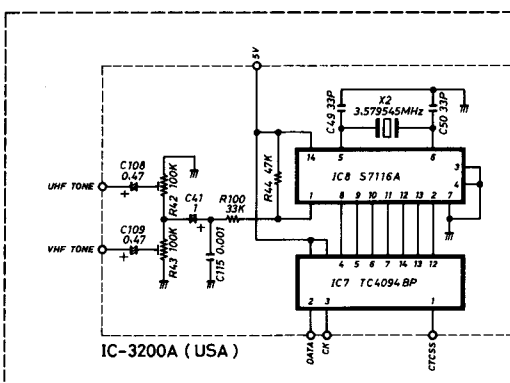 5V
C49 33P
X2
3.579545MHz
C50 33P
14
5
6
IC8 S7116A
3
4
1
8
9
10
11
12
13
2
7
C108
0.47
UHF TONE
+
R42 100K
C41
1
+
R100
33K
R44 47K
C109
0.47
VHF TONE
+
R43 100K
C115 0.001
4
5
6
7
14
13
12
IC7 TC4094BP
2
3
1
DATA
CK
CTCSS
IC-3200A (USA)